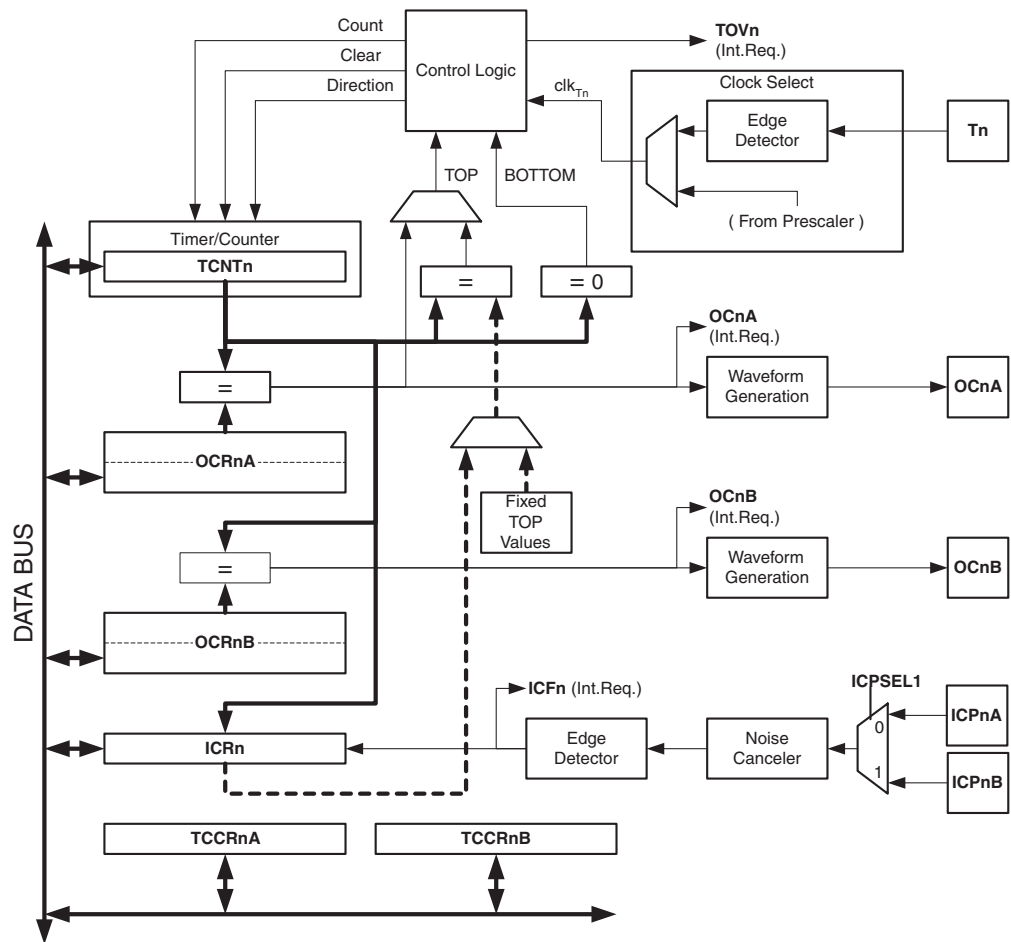 Count
Clear
Direction
Control Logic
TOVn
(Int.Req.)
clkTn
Clock Select
Edge
Detector
Tn
( From Prescaler )
TOP
BOTTOM
Timer/Counter
TCNTn
=
= 0
OCnA
(Int.Req.)
=
Waveform
Generation
OCnA
OCRnA
Fixed
TOP
Values
OCnB
(Int.Req.)
=
Waveform
Generation
OCnB
OCRnB
DATA BUS
ICFn (Int.Req.)
ICPSEL1
ICPnA
0
ICRn
Edge
Detector
Noise
Canceler
1
ICPnB
TCCRnA
TCCRnB